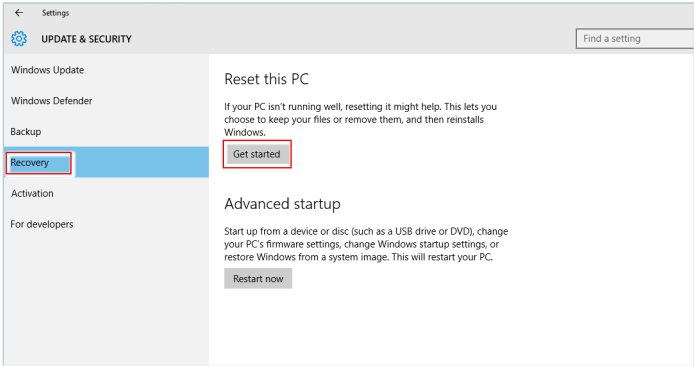 Settings
UPDATE & SECURITY
Find a setting
Windows Update
Windows Defender
Backup
Recovery
Activation
For developers
Reset this PC
If your PC isn't running well, resetting it might help. This lets you
choose to keep your files or remove them, and then reinstalls
Windows.
Get started
Advanced startup
Start up from a device or disc (such as a USB drive or DVD), change
your PC's firmware settings, change Windows startup settings, or
restore Windows from a system image. This will restart your PC.
Restart now